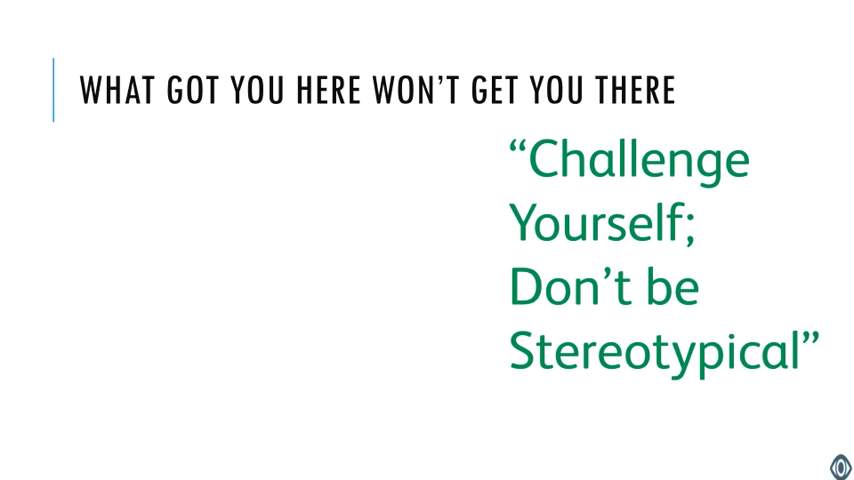 WHAT GOT YOU HERE WON’T GET YOU THERE
“Challenge
Yourself;
Don’t be
Stereotypical”